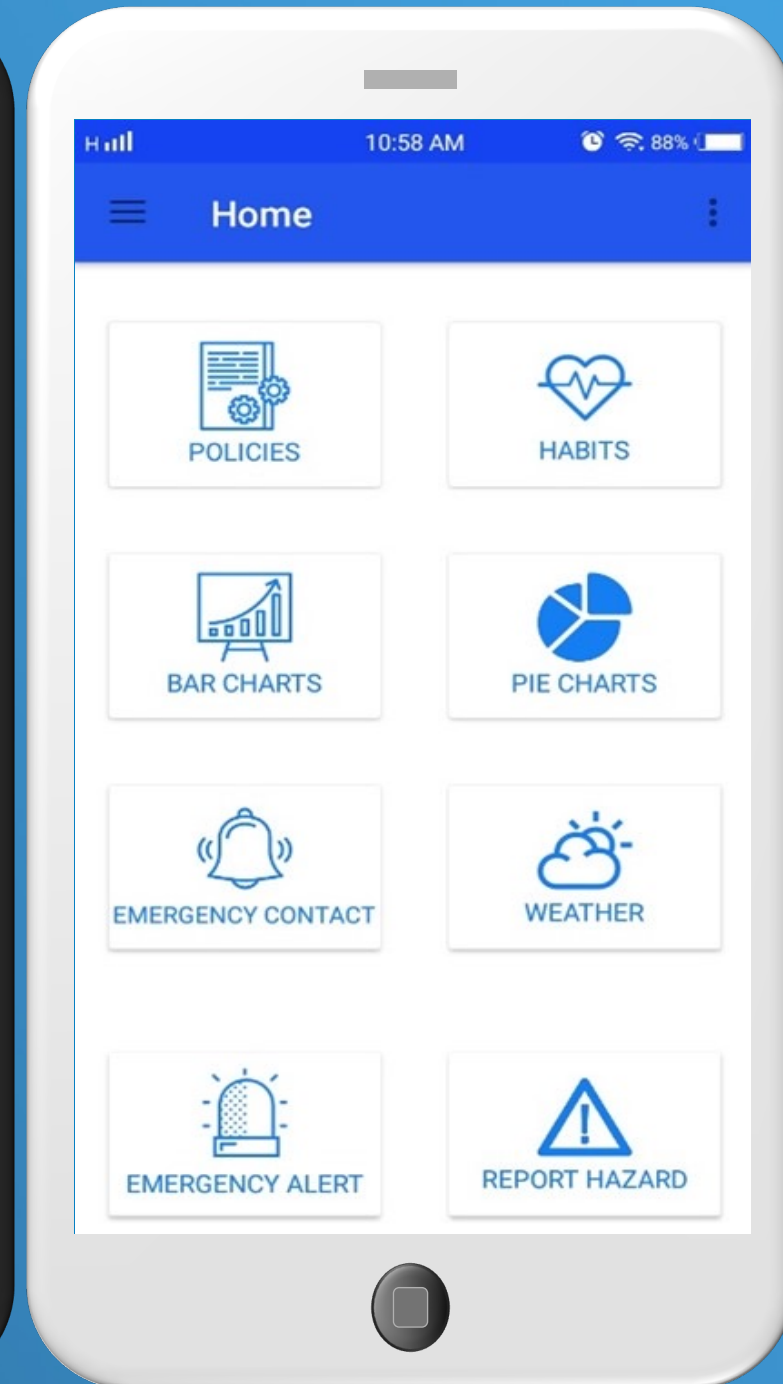 H 10:58 AM 88%
Home
POLICIES HABITS
BAR CHARTS PIE CHARTS
EMERGENCY CONTACT WEATHER
EMERGENCY ALERT REPORT HAZARD